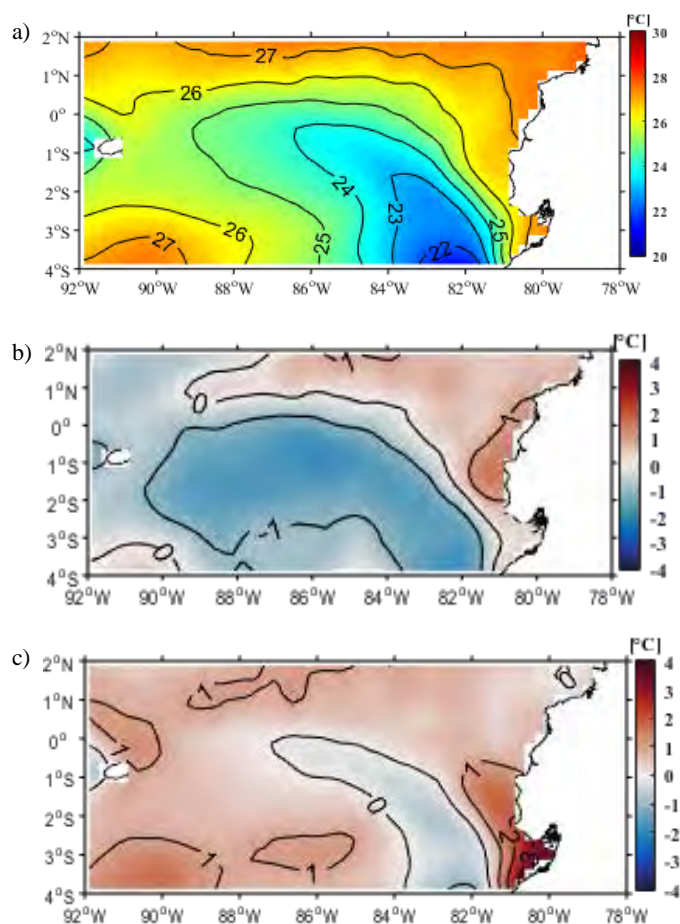 a)
[°C]
2°N 27 30
1°N 28
26
0° 26
1°S 24
24
2°S 23
26 22
3°S 27 25 22 25
4°S 20
92°W 90°W 88°W 86°W 84°W 82°W 80°W 78°W
b)
[°C]
2°N -1 4
3
1°N 0 2
0° 1 1
1°S 0
-1
2°S -2
3°S -1 -3
4°S 0 -4
92°W 90°W 88°W 86°W 84°W 82°W 80°W 78°W
c)
[°C]
2°N 1 0 4
3
1°N 2
0° 1 1
1°S 1 0
-1
2°S 0 2 -2
3°S 1 1 -3
4°S -4
92°W 90°W 88°W 86°W 84°W 82°W 80°W 78°W